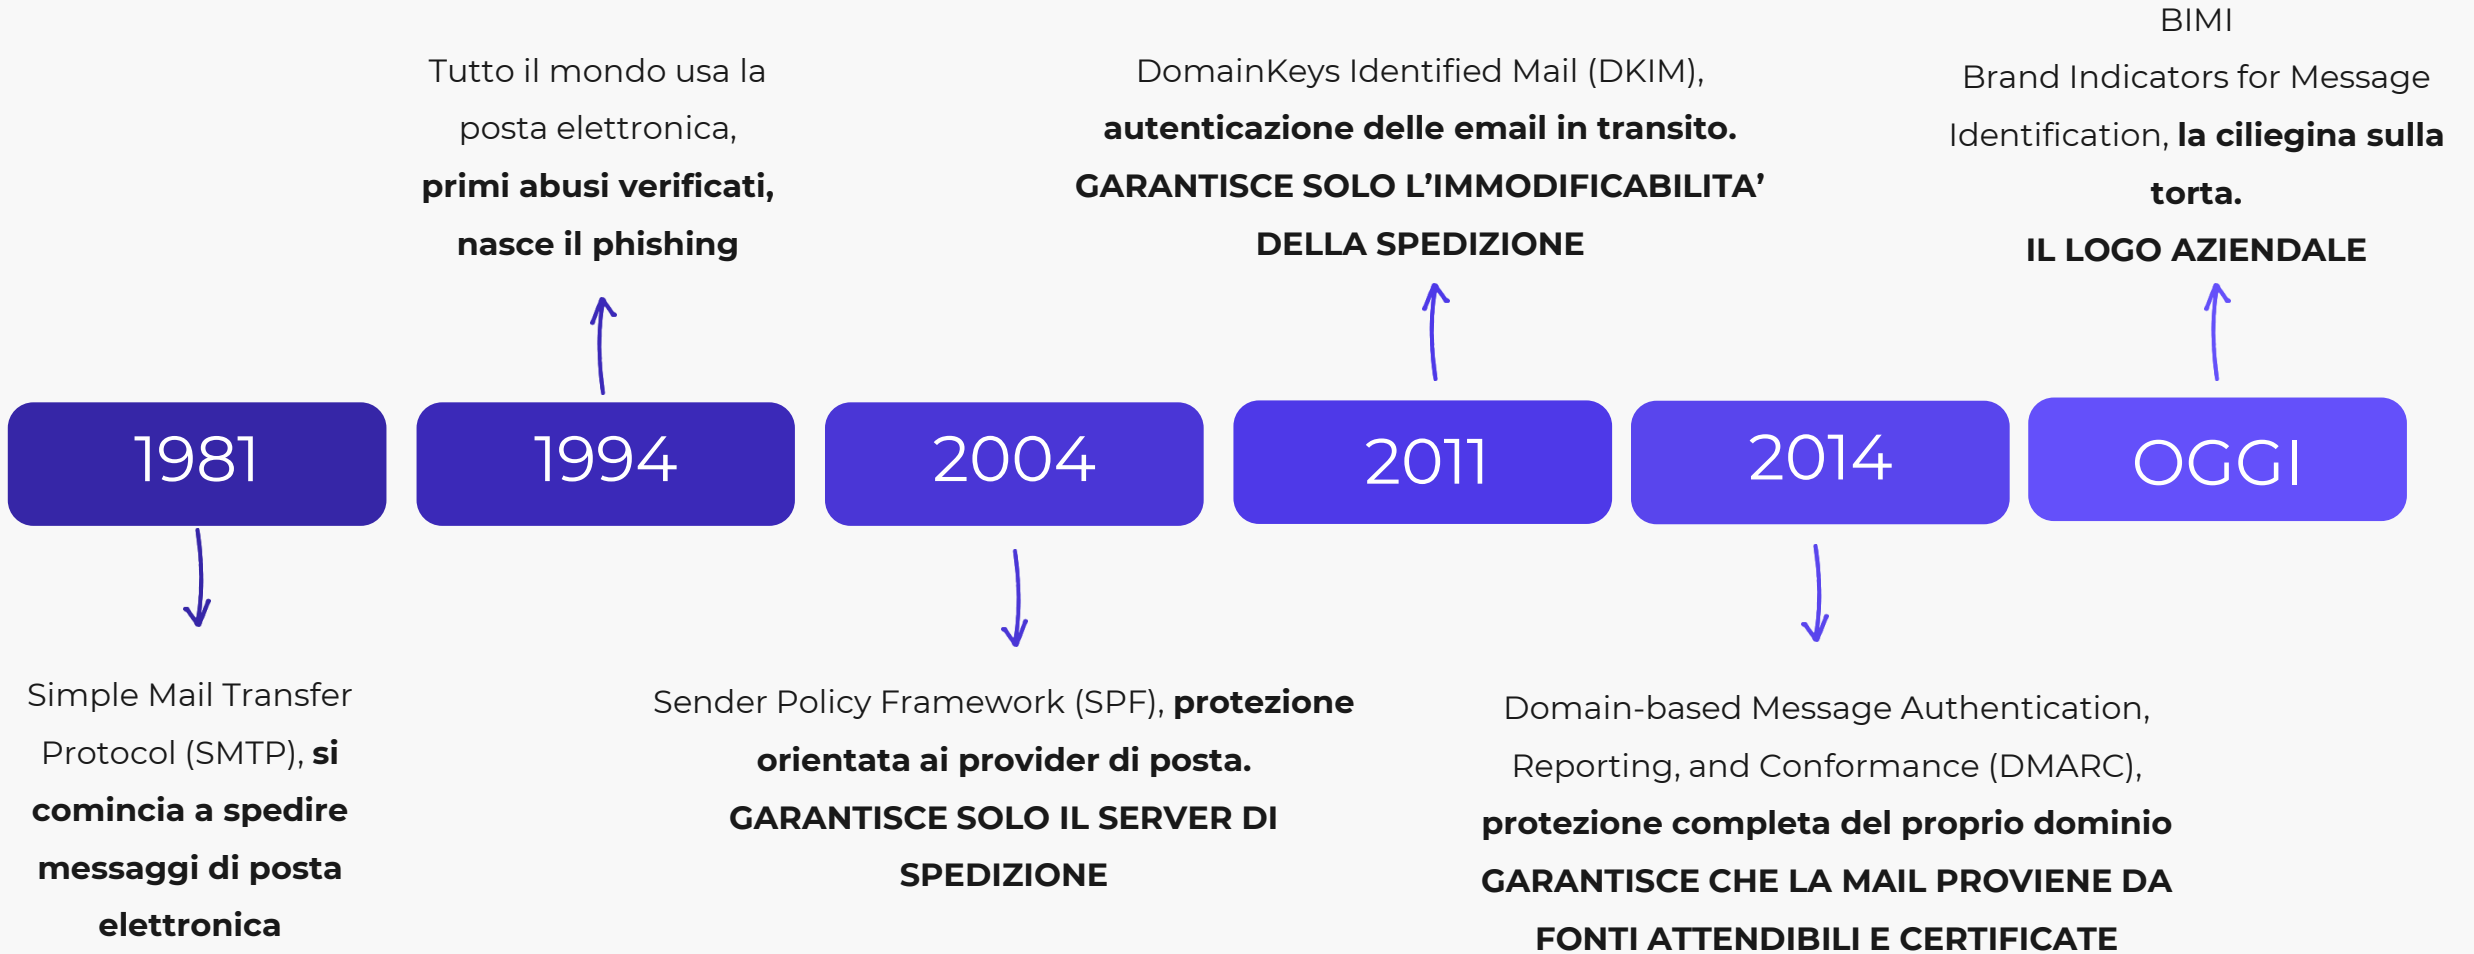 Tutto il mondo usa la
posta elettronica,
primi abusi verificati,
nasce il phishing
DomainKeys Identified Mail (DKIM),
autenticazione delle email in transito.
GARANTISCE SOLO L’IMMODIFICABILITA’
DELLA SPEDIZIONE
BIMI
Brand Indicators for Message
Identification, la ciliegina sulla
torta.
IL LOGO AZIENDALE
1981
1994
2004
2011
2014
OGGI
Simple Mail Transfer
Protocol (SMTP), si
comincia a spedire
messaggi di posta
elettronica
Sender Policy Framework (SPF), protezione
orientata ai provider di posta.
GARANTISCE SOLO IL SERVER DI
SPEDIZIONE
Domain-based Message Authentication,
Reporting, and Conformance (DMARC),
protezione completa del proprio dominio
GARANTISCE CHE LA MAIL PROVIENE DA
FONTI ATTENDIBILI E CERTIFICATE